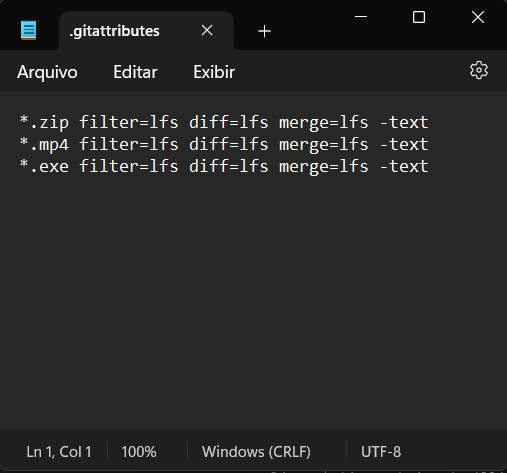 .gitattributes
Arquivo Editar Exibir
*.zip filter=lfs diff=lfs merge=lfs -text
*.mp4 filter=lfs diff=lfs merge=lfs -text
*.exe filter=lfs diff=lfs merge=lfs -text
Ln 1, Col 1 100% Windows (CRLF) UTF-8